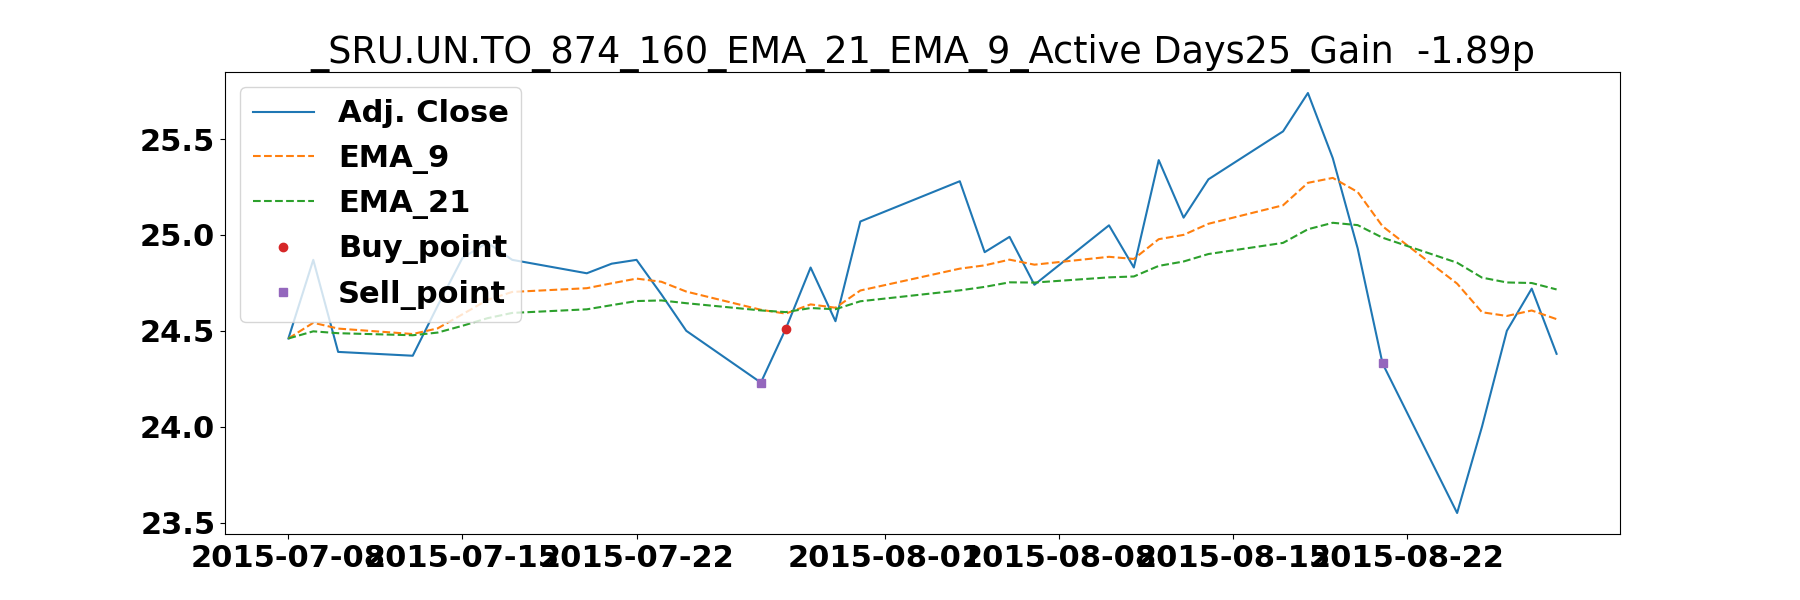 _SRU.UN.TO_874_160_EMA_21_EMA_9_Active Days25_Gain  -1.89p
Adj. Close
EMA_9
EMA_21
Buy_point
Sell_point
25.5
25.0
24.5
24.0
23.5
2015-07-08 2015-07-15 2015-07-22 2015-08-01 2015-08-08 2015-08-15 2015-08-22